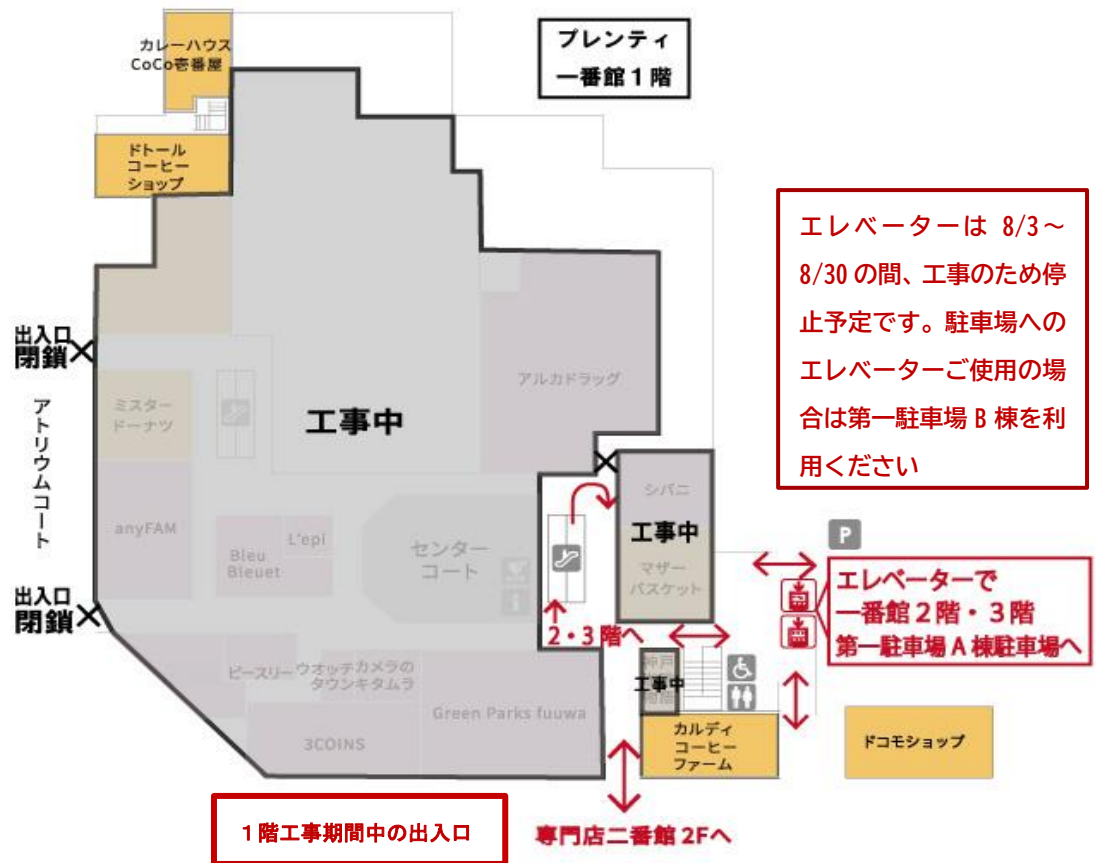 カレーハウス
CoCo壱番屋
プレンティ
一番館1階
ドトール
コーヒー
ショップ
エレベーターは 8/3～
8/30の間、工事のため停
止予定です。駐車場への
エレベーターご使用の場
合は第一駐車場B棟を利
用ください
出入口
閉鎖
アトリウムコート
ミスター
ドーナツ
工事中
アルカドラッグ
シバニ
工事中
マザー
バスケット
anyFAM
Bleu
Bleuet
L'epi
センター
コート
P
エレベーターで
一番館2階・3階
第一駐車場A棟駐車場へ
出入口
閉鎖
2・3階へ
工事中
ビースリー
ウオッチ
タウン
カメラの
キタムラ
Green Parks fuuwa
3COINS
カルディ
コーヒー
ファーム
ドコモショップ
1階工事期間中の出入口
専門店二番館2Fへ